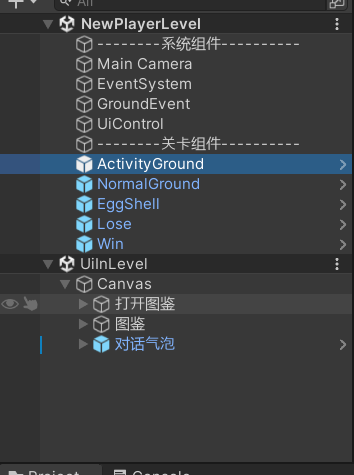 All
NewPlayerLevel
--------系统组件----------
Main Camera
EventSystem
GroundEvent
UiControl
--------关卡组件----------
ActivityGround
NormalGround
EggShell
Lose
Win
UiInLevel
Canvas
打开图鉴
图鉴
对话气泡
Project
Console